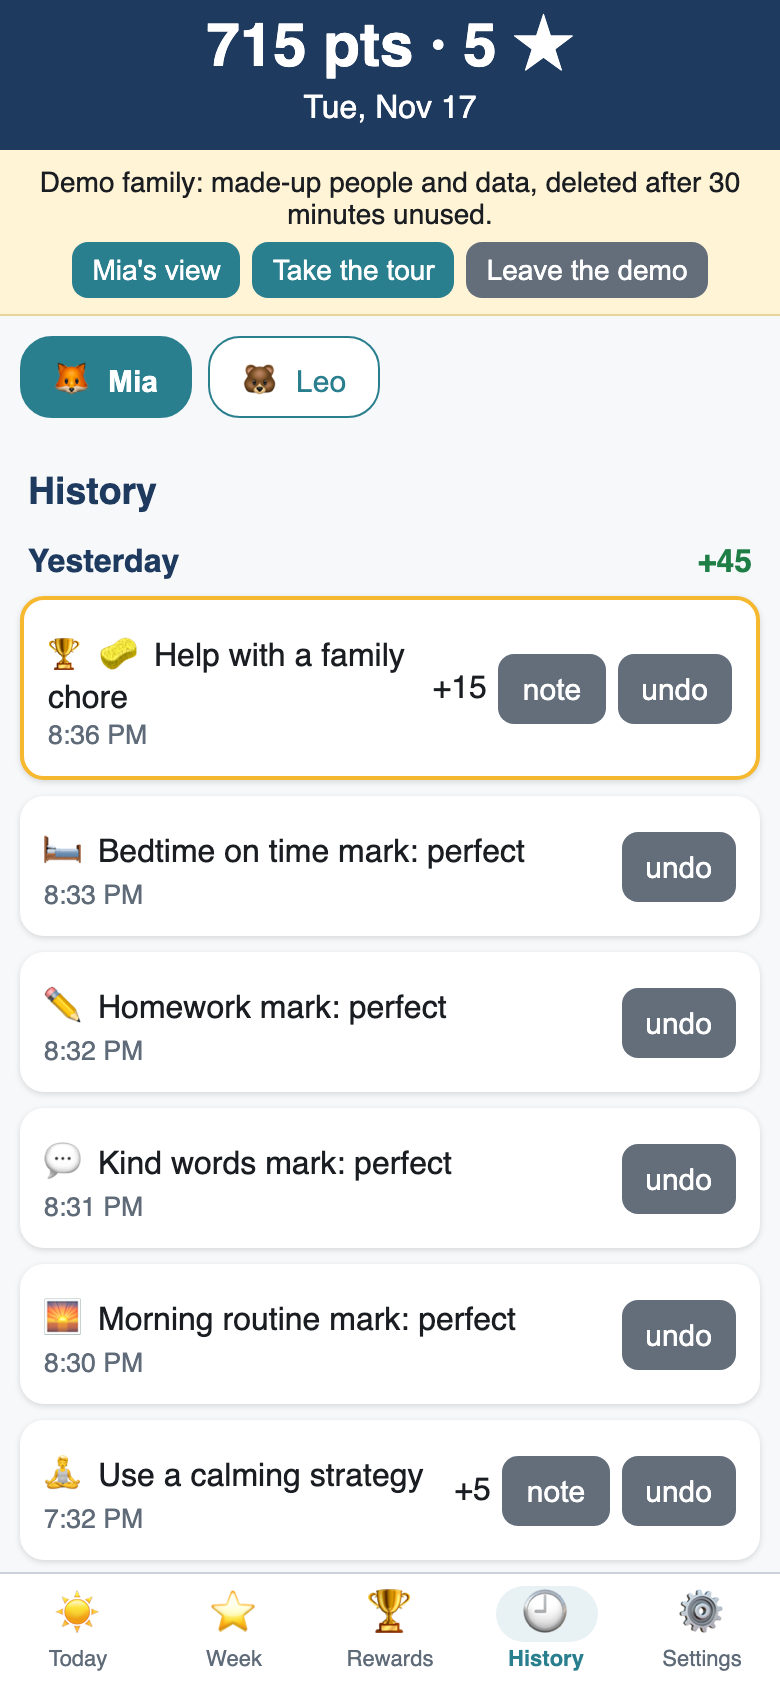 715 pts · 5 ★
Tue, Nov 17
Demo family: made-up people and data, deleted after 30
minutes unused.
Mia's view
Take the tour
Leave the demo
Mia
Leo
History
Yesterday
+45
Help with a family
chore
8:36 PM
+15
note
undo
Bedtime on time mark: perfect
8:33 PM
undo
Homework mark: perfect
8:32 PM
undo
Kind words mark: perfect
8:31 PM
undo
Morning routine mark: perfect
8:30 PM
undo
Use a calming strategy
7:32 PM
+5
note
undo
Today
Week
Rewards
History
Settings